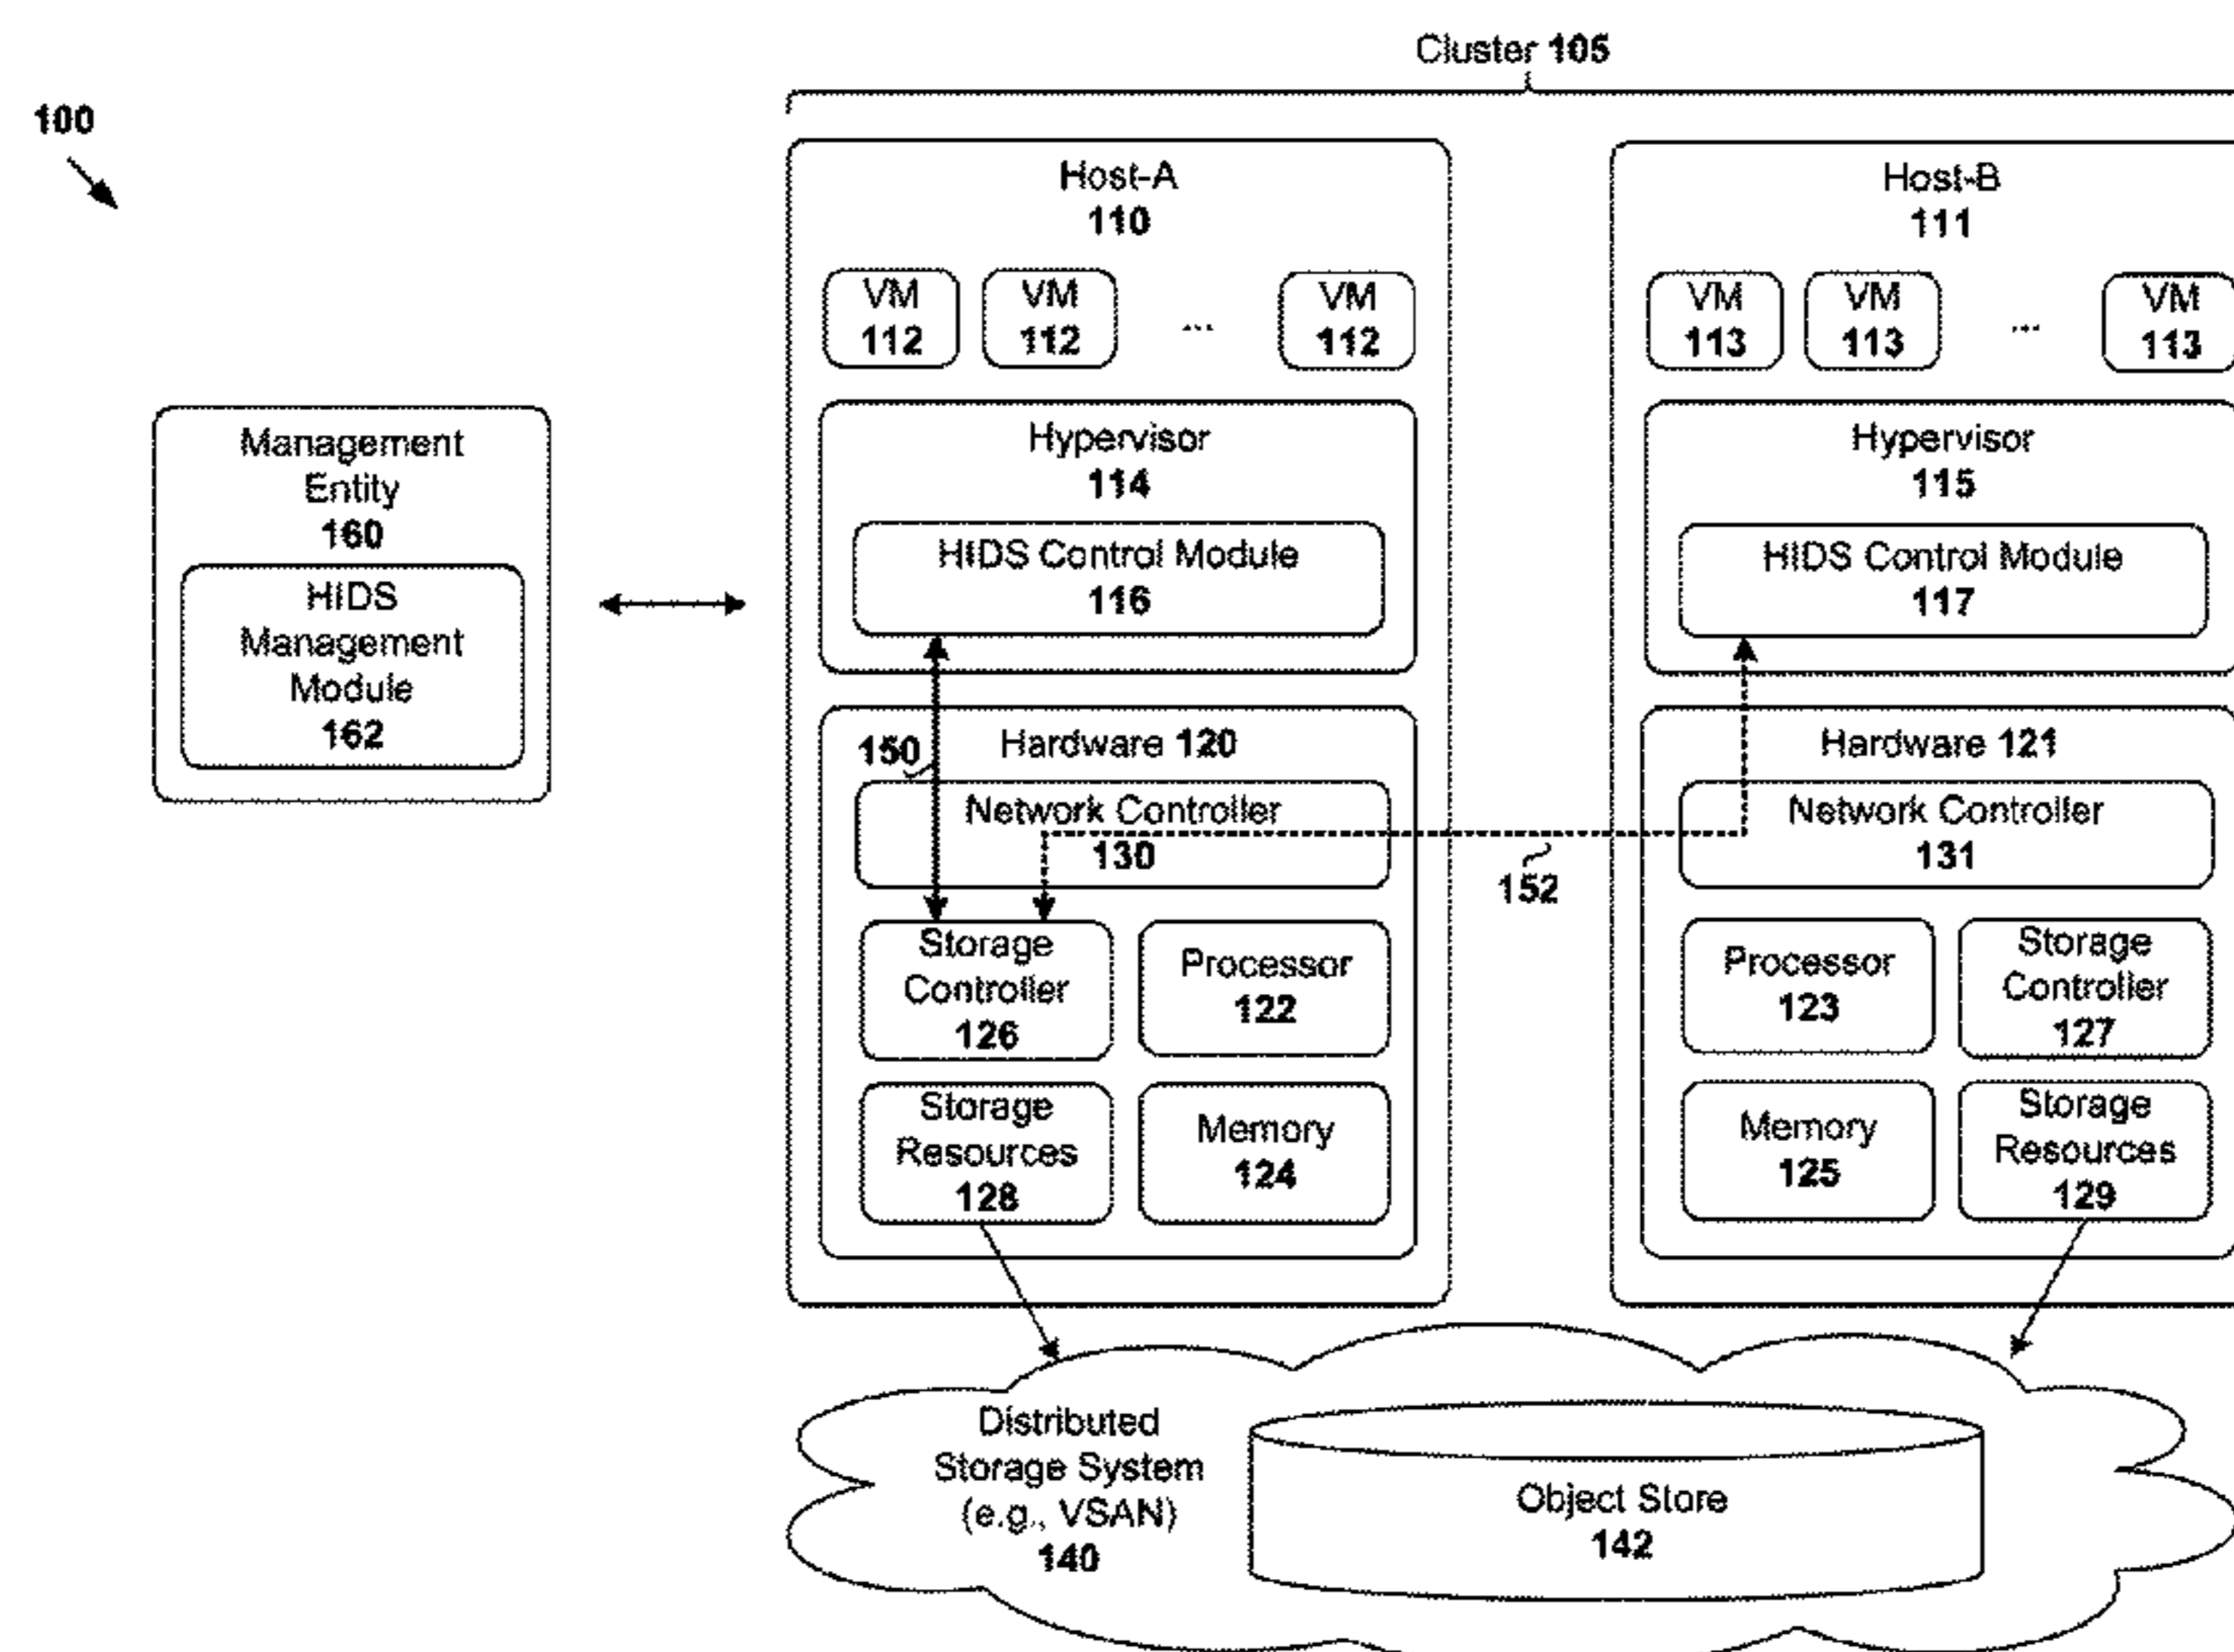 Cluster 105
100
Host-A
110
VM
112
VM
112
...
VM
112
Hypervisor
114
HIDS Control Module
116
150
Hardware 120
Network Controller
130
Storage
Controller
126
Processor
122
Storage
Resources
128
Memory
124
Host-B
111
VM
113
VM
113
...
VM
113
Hypervisor
115
HIDS Control Module
117
Hardware 121
Network Controller
131
152
Processor
123
Storage
Controller
127
Memory
125
Storage
Resources
129
Management
Entity
160
HIDS
Management
Module
162
Distributed
Storage System
(e.g., VSAN)
140
Object Store
142